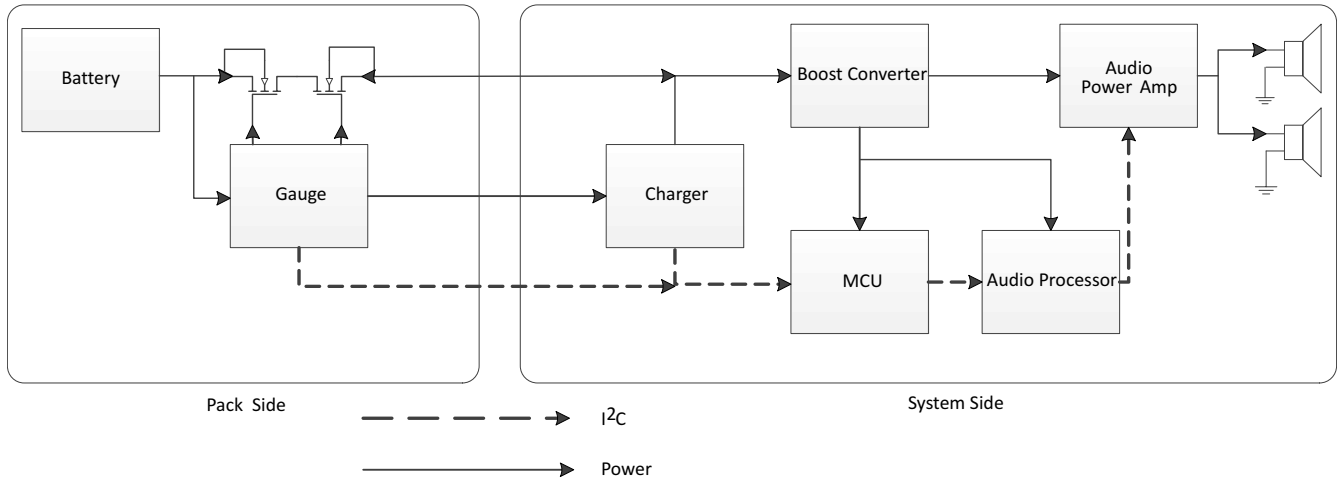 Battery
Boost Converter
Audio
Power Amp
Gauge
Charger
MCU
Audio Processor
Pack Side
System Side
I²C
Power